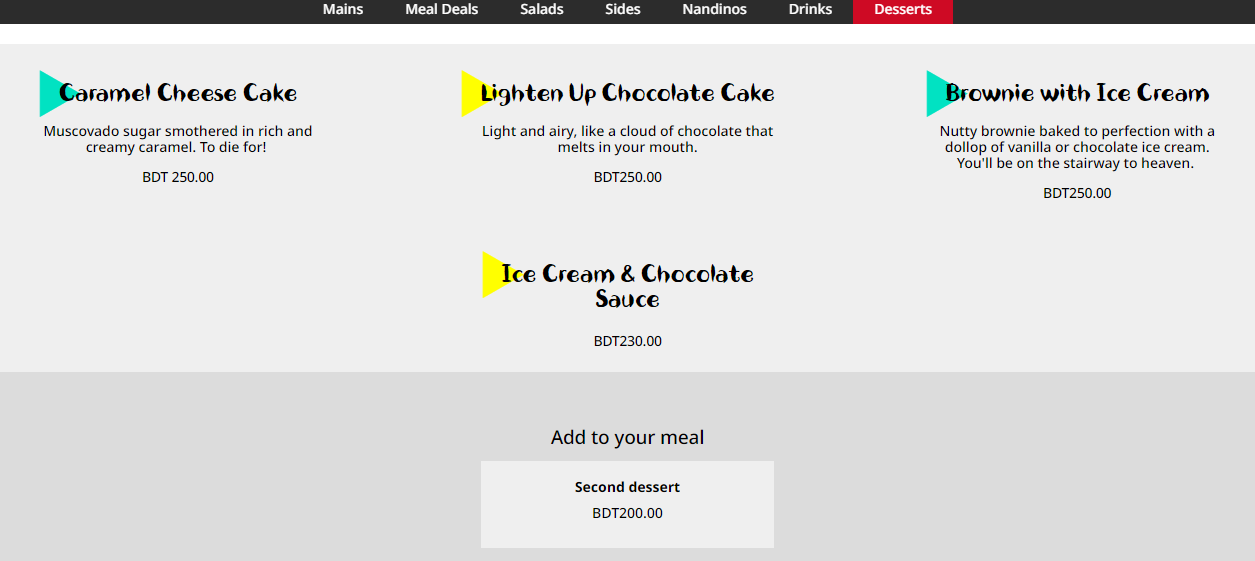 Mains Meal Deals Salads Sides Nandinos Drinks Desserts
Caramel Cheese Cake
Muscovado sugar smothered in rich and
creamy caramel. To die for!
BDT 250.00
Lighten Up Chocolate Cake
Light and airy, like a cloud of chocolate that
melts in your mouth.
BDT250.00
Brownie with Ice Cream
Nutty brownie baked to perfection with a
dollop of vanilla or chocolate ice cream.
You'll be on the stairway to heaven.
BDT250.00
Ice Cream & Chocolate
Sauce
BDT230.00
Add to your meal
Second dessert
BDT200.00